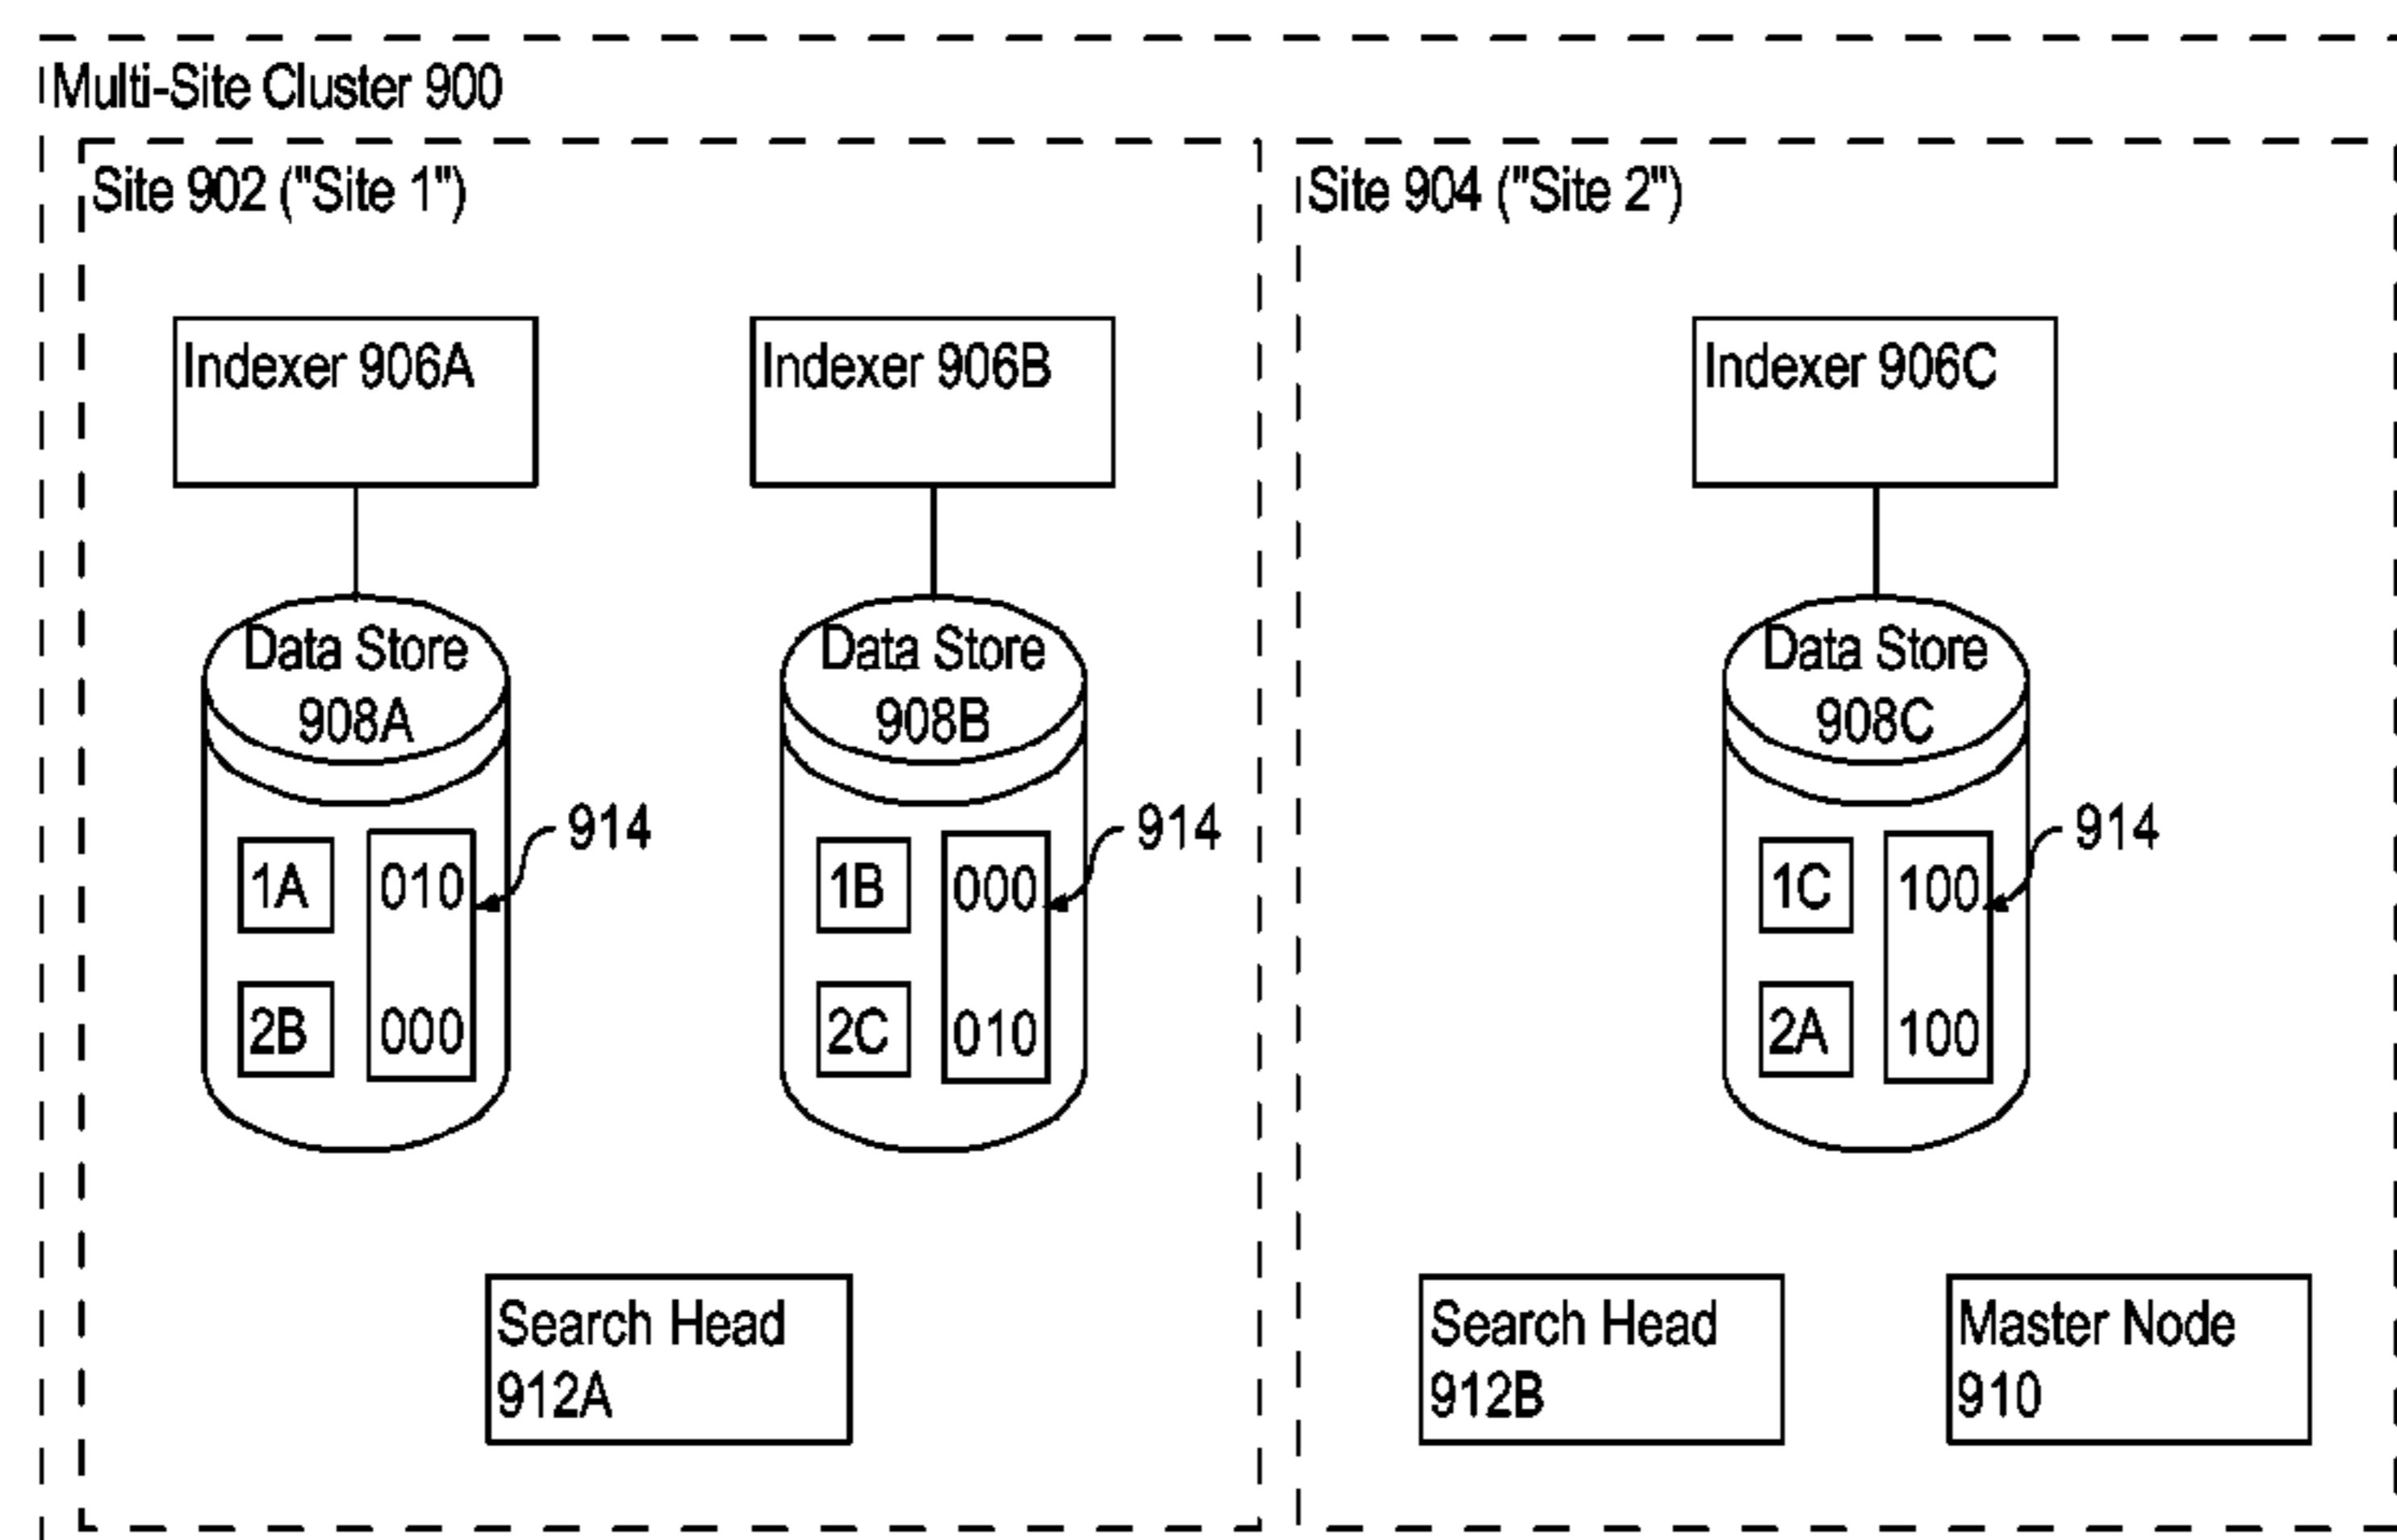 Multi-Site Cluster 900
Site 902 ("Site 1")
Site 904 ("Site 2")
Indexer 906A
Indexer 906B
Indexer 906C
Data Store
908A
Data Store
908B
Data Store
908C
914
914
914
1A
010
1B
000
1C
100
2B
000
2C
010
2A
100
Search Head
912A
Search Head
912B
Master Node
910